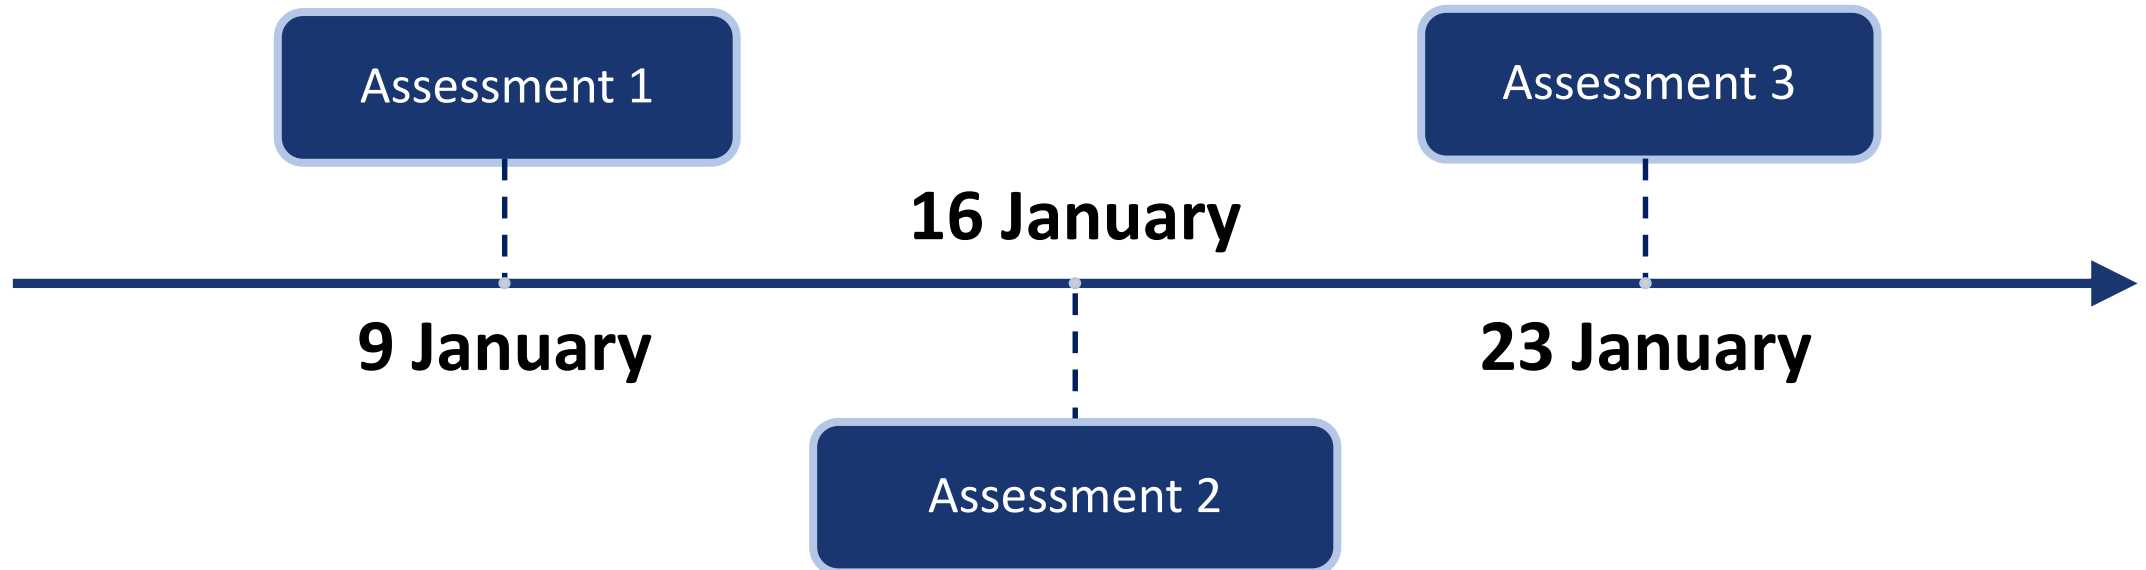 Assessment 1
Assessment 3
16 January
9 January
23 January
Assessment 2